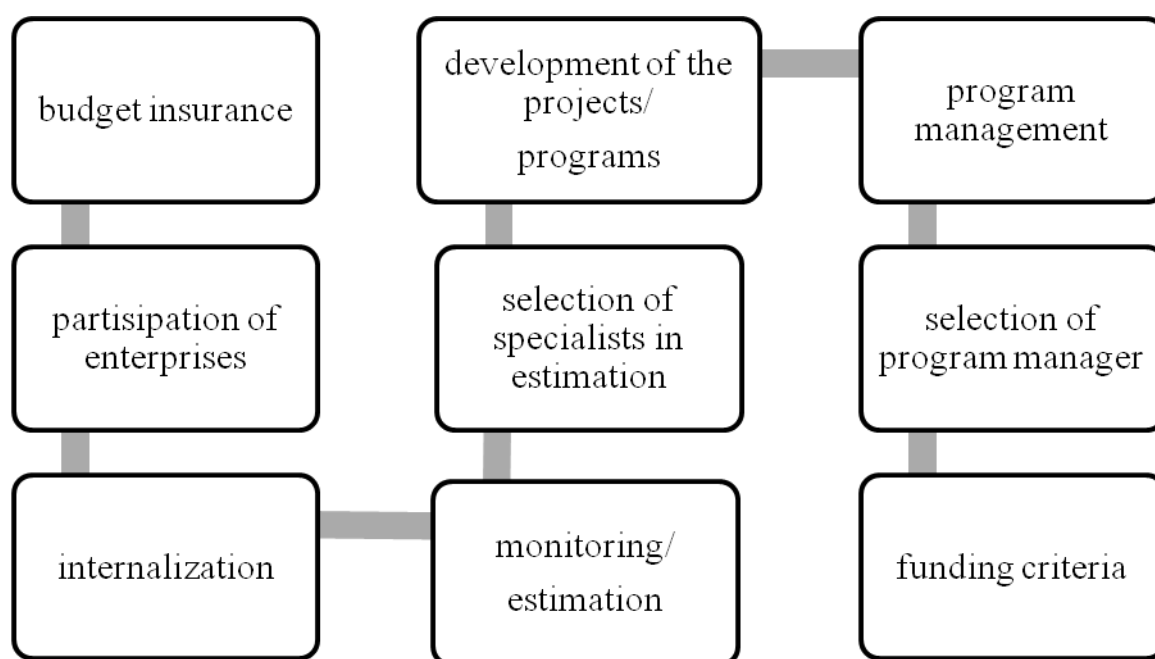 budget insurance
partisipation of
enterprises
internalization
monitoring/
estimation
selection of
specialists in
estimation
development of the
projects/
programs
program
management
selection of
program manager
funding criteria